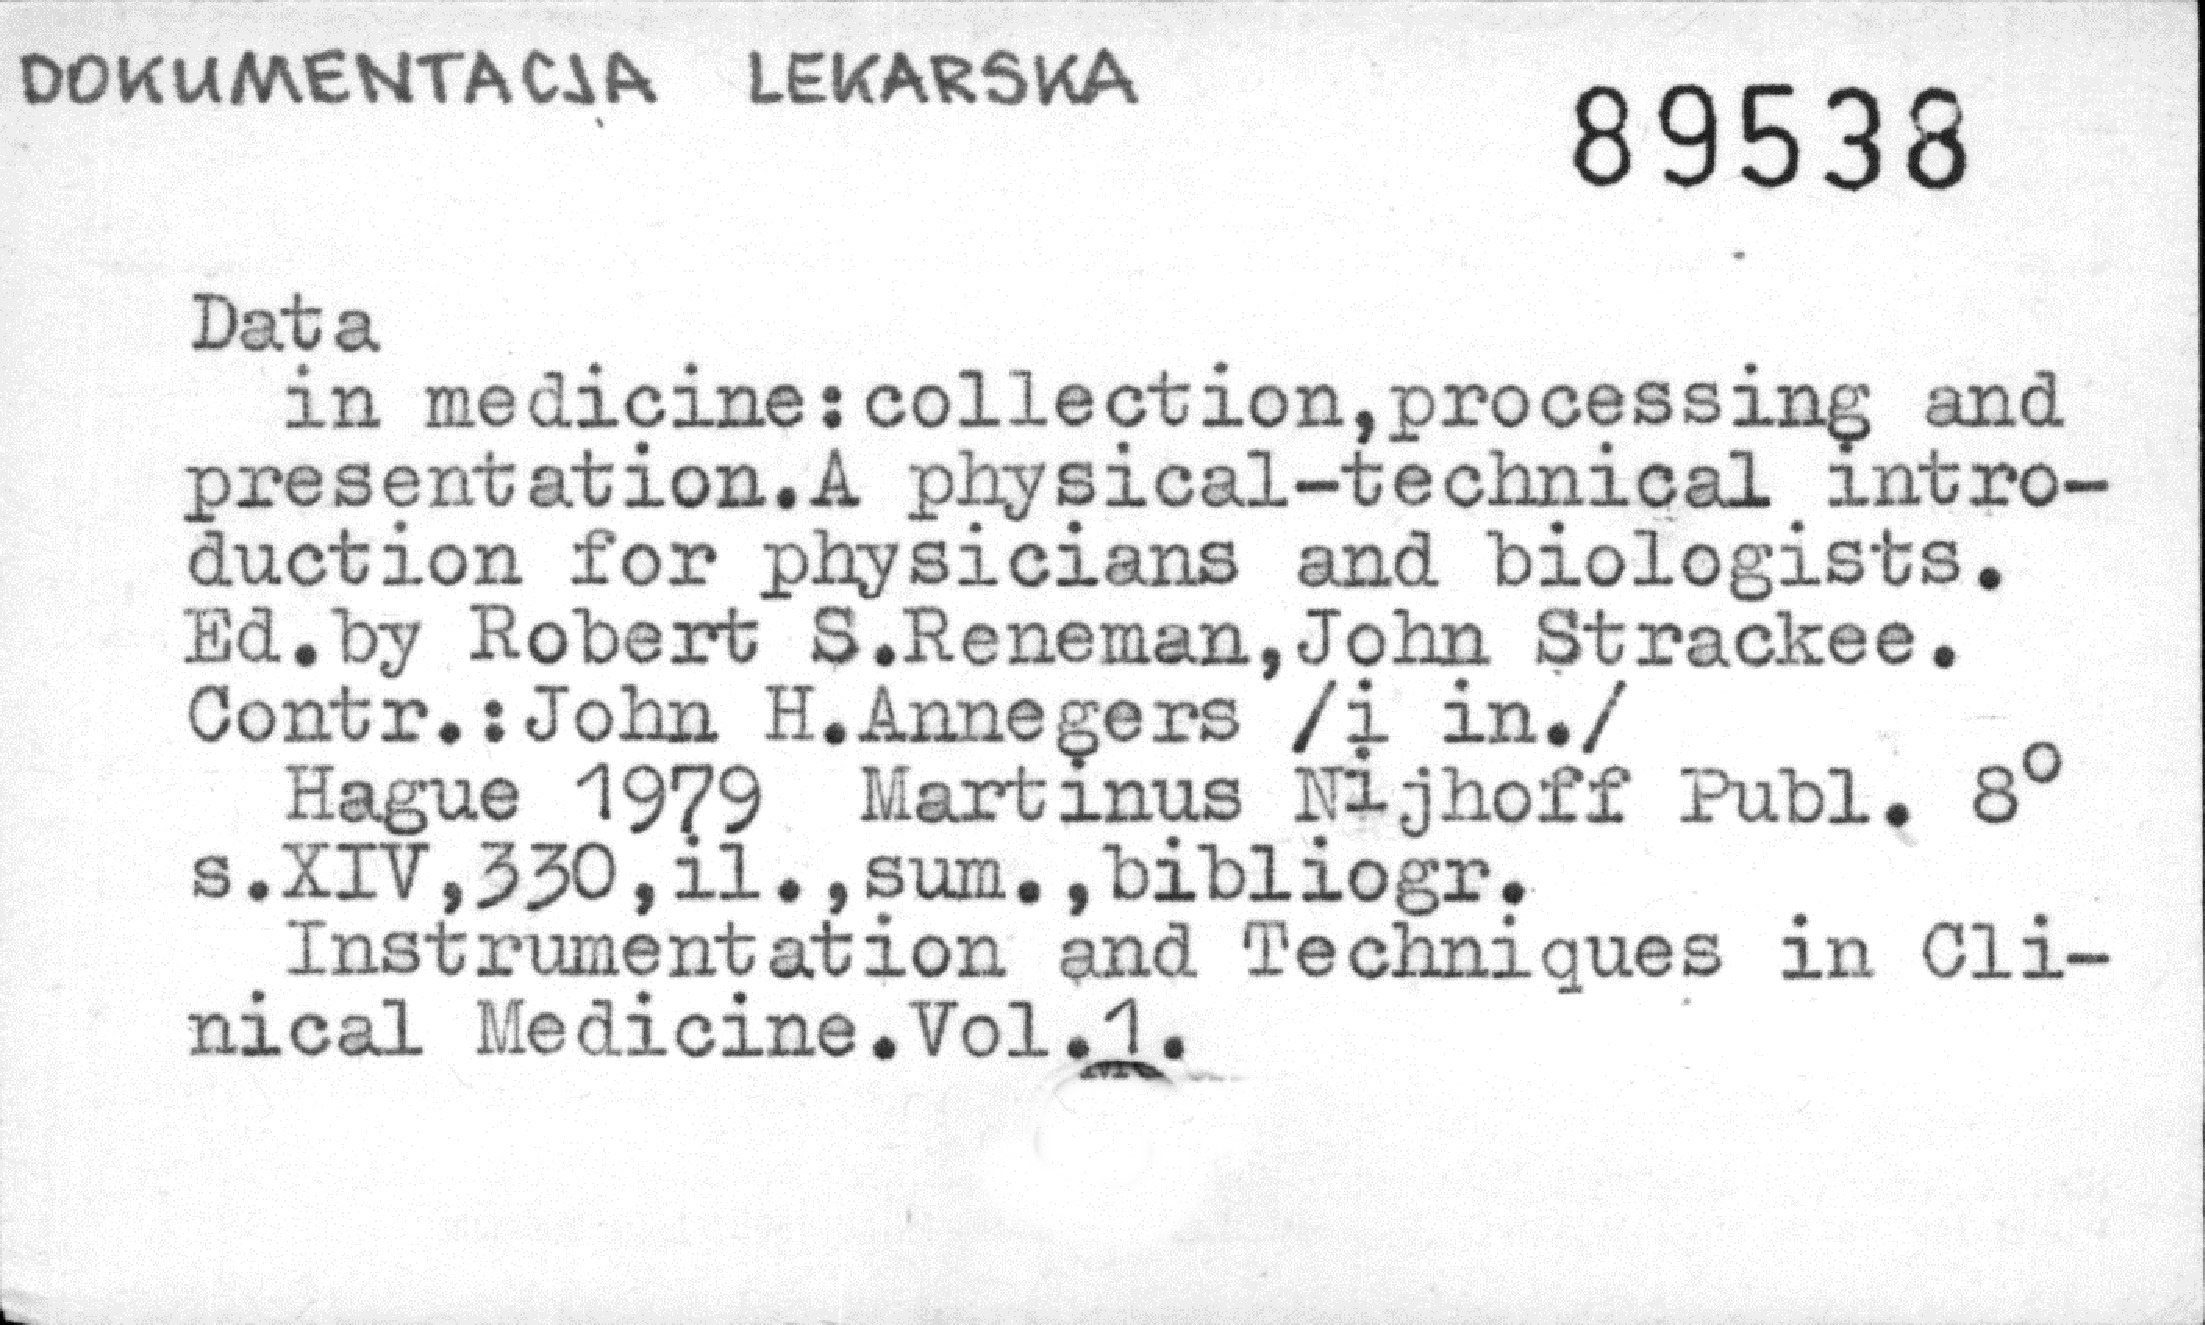 DOKUMENTACJA LEKARSKA
89538
Data
in medicine:collection,processing and
presentation.A physical-technical intro-
duction for physicians and biologists.
Ed.by Robert S.Reneman,John Strackee.
Contr.:John H.Annegers /i in./
Hague 1979 Martinus Nijhoff Publ. 8°
s.XIV,330,il.,sum.,bibliogr.
Instrumentation and Techniques in Cli-
nical Medicine.Vol.1.